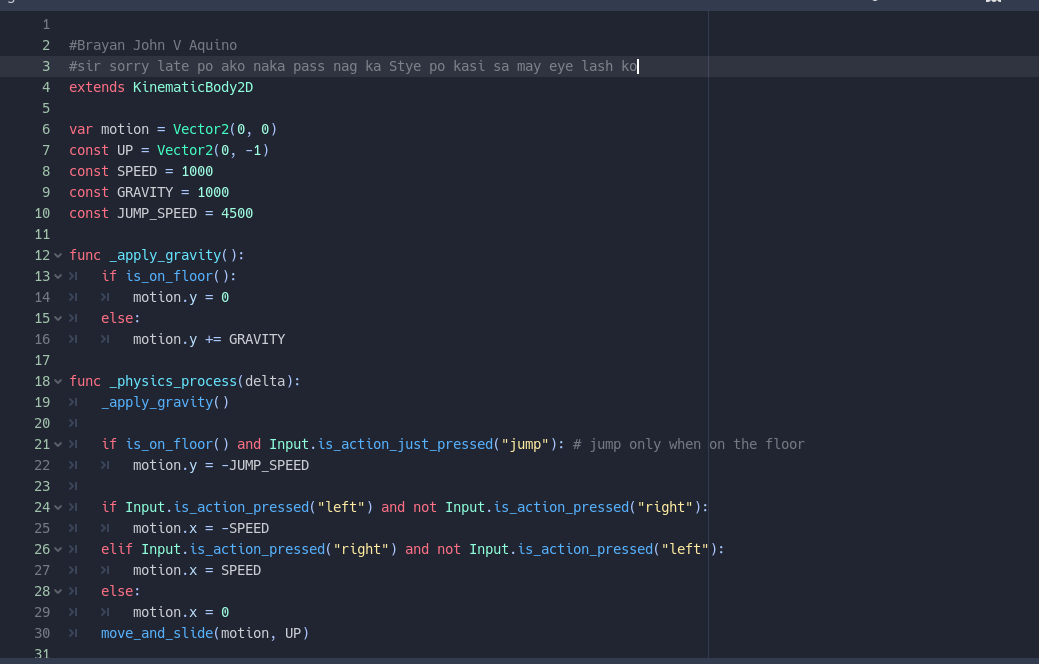 1
2 #Brayan John V Aquino
3 #sir sorry late po ako naka pass nag ka Stye po kasi sa may eye lash ko
4 extends KinematicBody2D
5
6 var motion = Vector2(0, 0)
7 const UP = Vector2(0, -1)
8 const SPEED = 1000
9 const GRAVITY = 1000
10 const JUMP_SPEED = 4500
11
12 func _apply_gravity():
13 if is_on_floor():
14 motion.y = 0
15 else:
16 motion.y += GRAVITY
17
18 func _physics_process(delta):
19 _apply_gravity()
20
21 if is_on_floor() and Input.is_action_just_pressed("jump"): # jump only when on the floor
22 motion.y = -JUMP_SPEED
23
24 if Input.is_action_pressed("left") and not Input.is_action_pressed("right"):
25 motion.x = -SPEED
26 elif Input.is_action_pressed("right") and not Input.is_action_pressed("left"):
27 motion.x = SPEED
28 else:
29 motion.x = 0
30 move_and_slide(motion, UP)
31